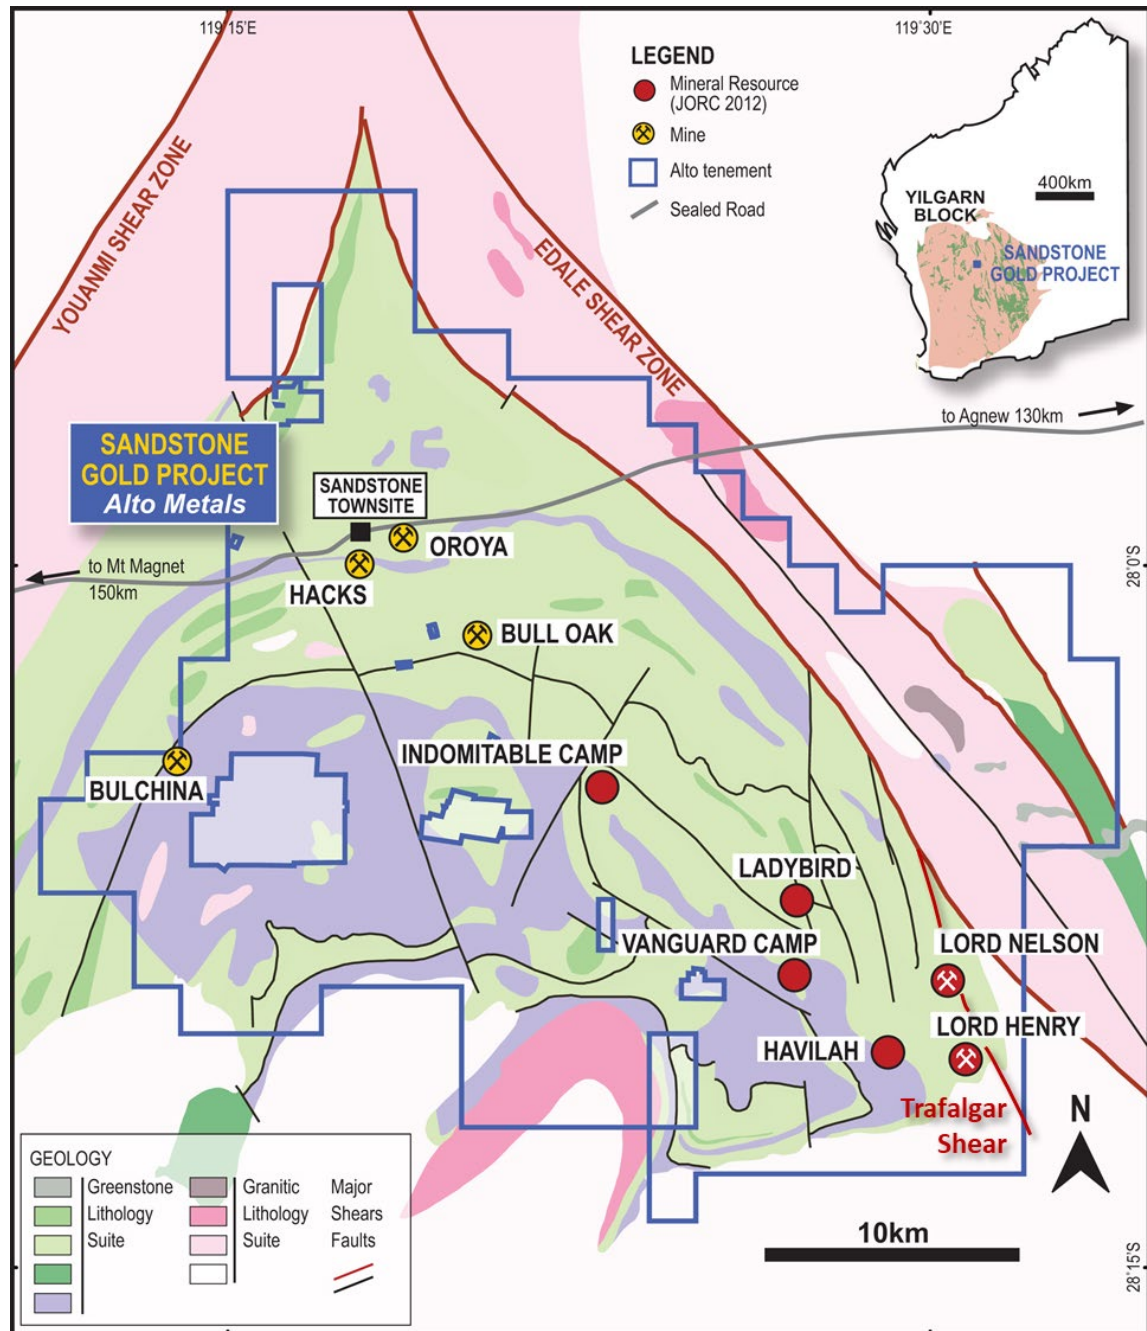 119°15'E
119°30'E
LEGEND
Mineral Resource
(JORC 2012)
Mine
Alto tenement
Sealed Road
400km
YILGARN
BLOCK
SANDSTONE
GOLD PROJECT
YOUANMI SHEAR ZONE
EDALE SHEAR ZONE
to Agnew 130km
SANDSTONE
GOLD PROJECT
Alto Metals
SANDSTONE
TOWNSITE
OROYA
to Mt Magnet
150km
HACKS
28°0'S
BULL OAK
INDOMITABLE CAMP
BULCHINA
LADYBIRD
VANGUARD CAMP
LORD NELSON
LORD HENRY
HAVILAH
Trafalgar
Shear
N
GEOLOGY
Greenstone
Lithology
Suite
Granitic
Lithology
Suite
Major
Shears
Faults
10km
28°15'S